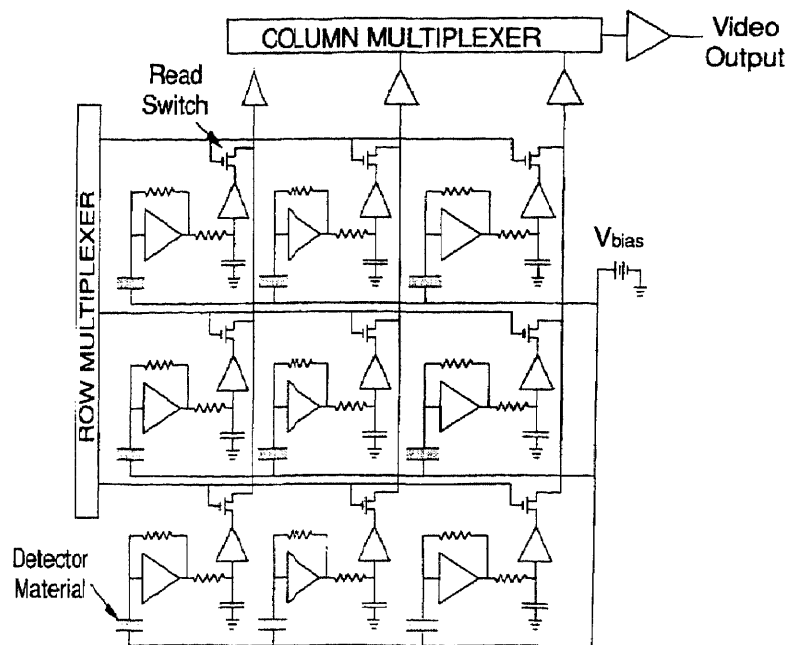 COLUMN MULTIPLEXER
Video
Output
Read
Switch
ROW MULTIPLEXER
Vbias
Detector
Material